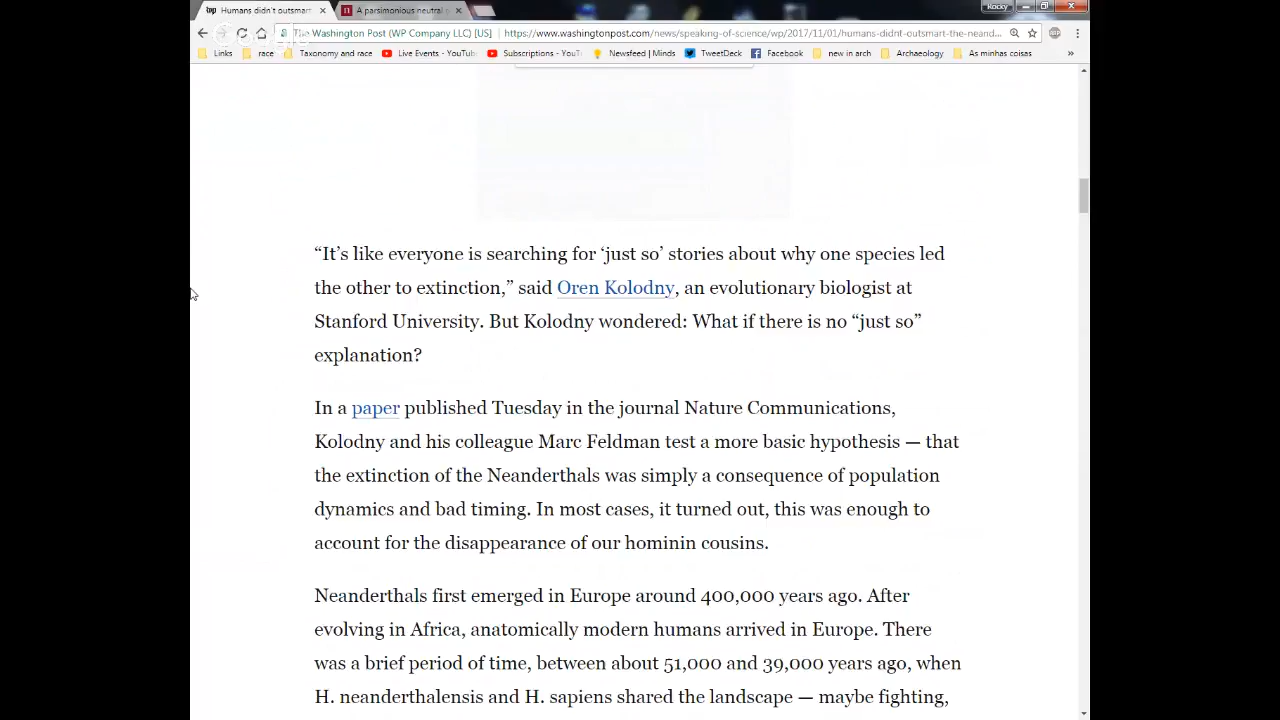 Humans didn't outsmart
A parsimonious neutral
Rocky
The Washington Post (WP Company LLC) [US]
https://www.washingtonpost.com/news/speaking-of-science/wp/2017/11/01/humans-didnt-outsmart-the-neand...
Links race Taxonomy and race Live Events - YouTub Subscriptions - YouT Newsfeed | Minds TweetDeck Facebook new in arch Archaeology As minhas coisas »
“It’s like everyone is searching for ‘just so’ stories about why one species led
the other to extinction,” said Oren Kolodny, an evolutionary biologist at
Stanford University. But Kolodny wondered: What if there is no “just so”
explanation?
In a paper published Tuesday in the journal Nature Communications,
Kolodny and his colleague Marc Feldman test a more basic hypothesis — that
the extinction of the Neanderthals was simply a consequence of population
dynamics and bad timing. In most cases, it turned out, this was enough to
account for the disappearance of our hominin cousins.
Neanderthals first emerged in Europe around 400,000 years ago. After
evolving in Africa, anatomically modern humans arrived in Europe. There
was a brief period of time, between about 51,000 and 39,000 years ago, when
H. neanderthalensis and H. sapiens shared the landscape — maybe fighting,